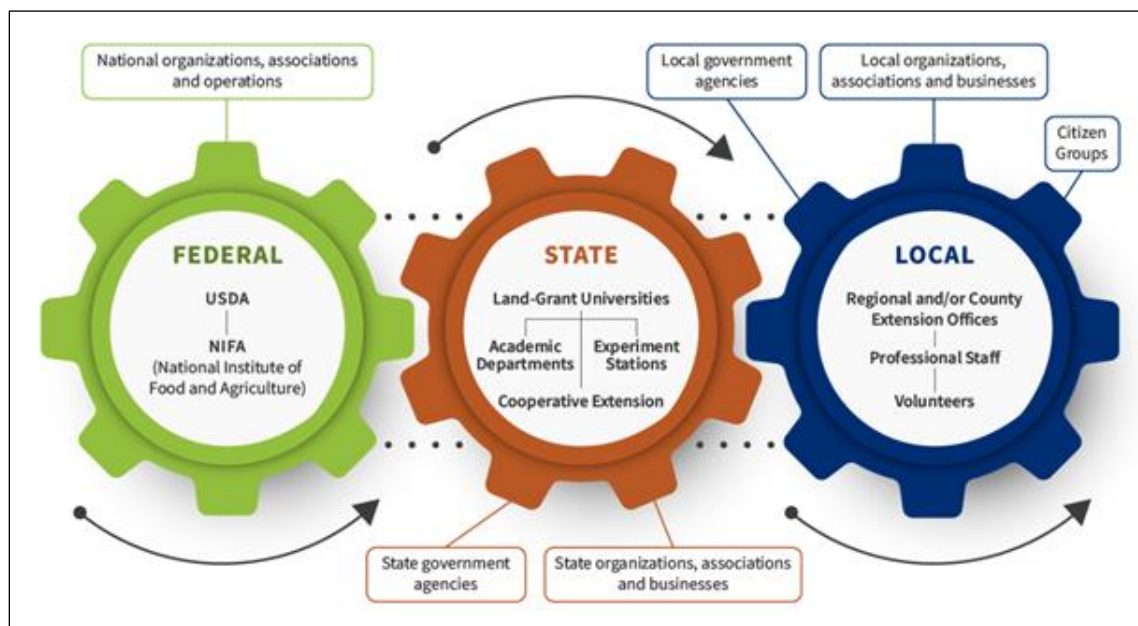 National organizations, associations
and operations
Local government
agencies
Local organizations,
associations and businesses
Citizen
Groups
FEDERAL
USDA
NIFA
(National Institute of
Food and Agriculture)
STATE
Land-Grant Universities
Academic
Departments
Experiment
Stations
Cooperative Extension
LOCAL
Regional and/or County
Extension Offices
Professional Staff
Volunteers
State government
agencies
State organizations, associations
and businesses